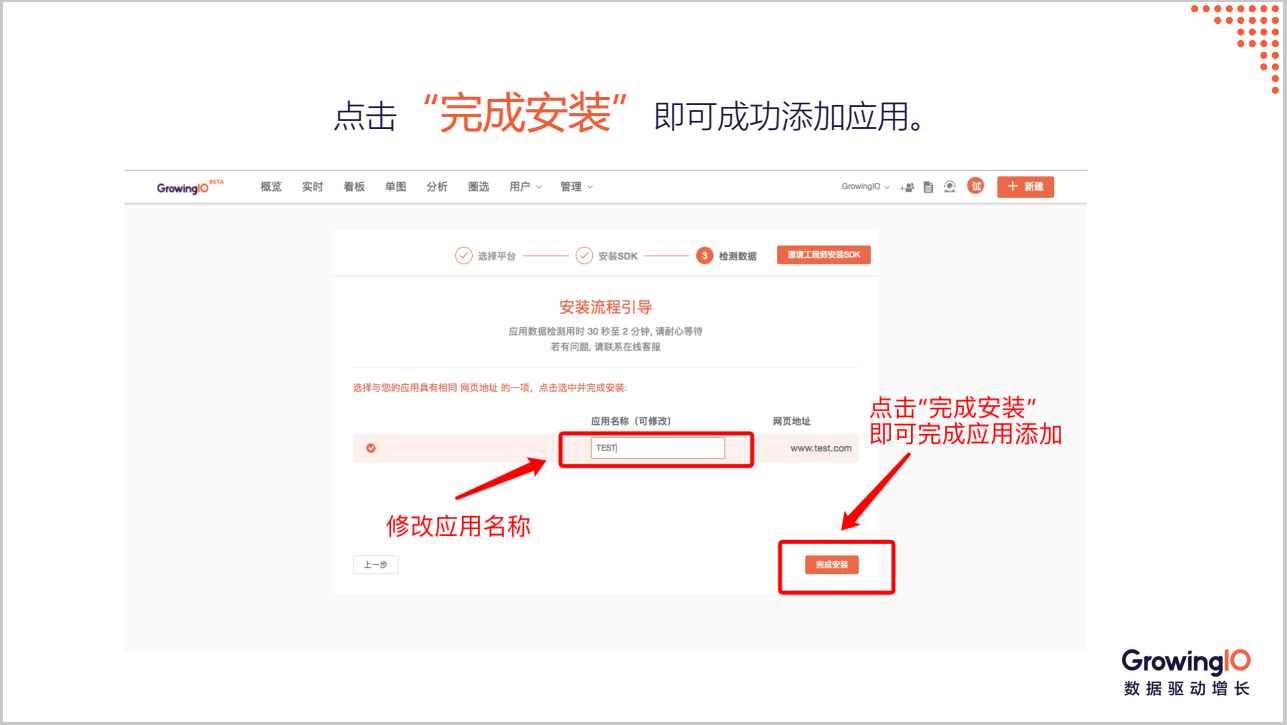 点击 “完成安装” 即可成功添加应用。
GrowingIO BETA 概览 实时 看板 单图 分析 圈选 用户 管理 GrowingIO 试 + 新建
选择平台 安装SDK 3 检测数据 邀请工程师安装SDK
安装流程引导
应用数据检测用时 30 秒至 2 分钟, 请耐心等待
若有问题, 请联系在线客服
选择与您的应用具有相同 网页地址 的一项，点击选中并完成安装:
点击“完成安装”
即可完成应用添加
应用名称（可修改） 网页地址
TEST www.test.com
修改应用名称
上一步 完成安装
GrowingIO
数据驱动增长